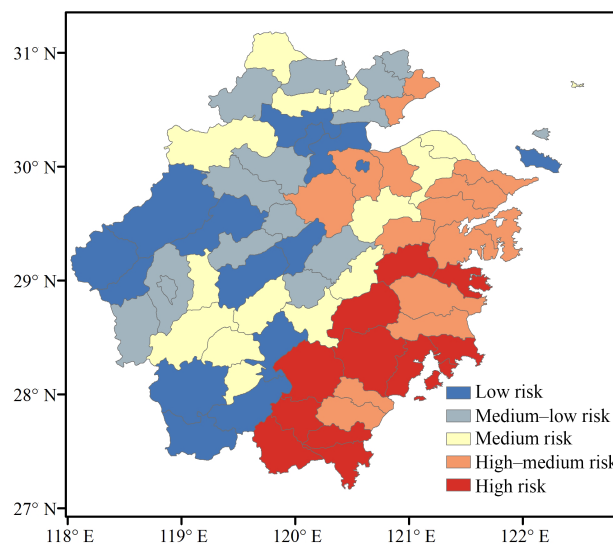 31° N
30° N
29° N
28° N
27° N
Low risk
Medium–low risk
Medium risk
High–medium risk
High risk
118° E 119° E 120° E 121° E 122° E